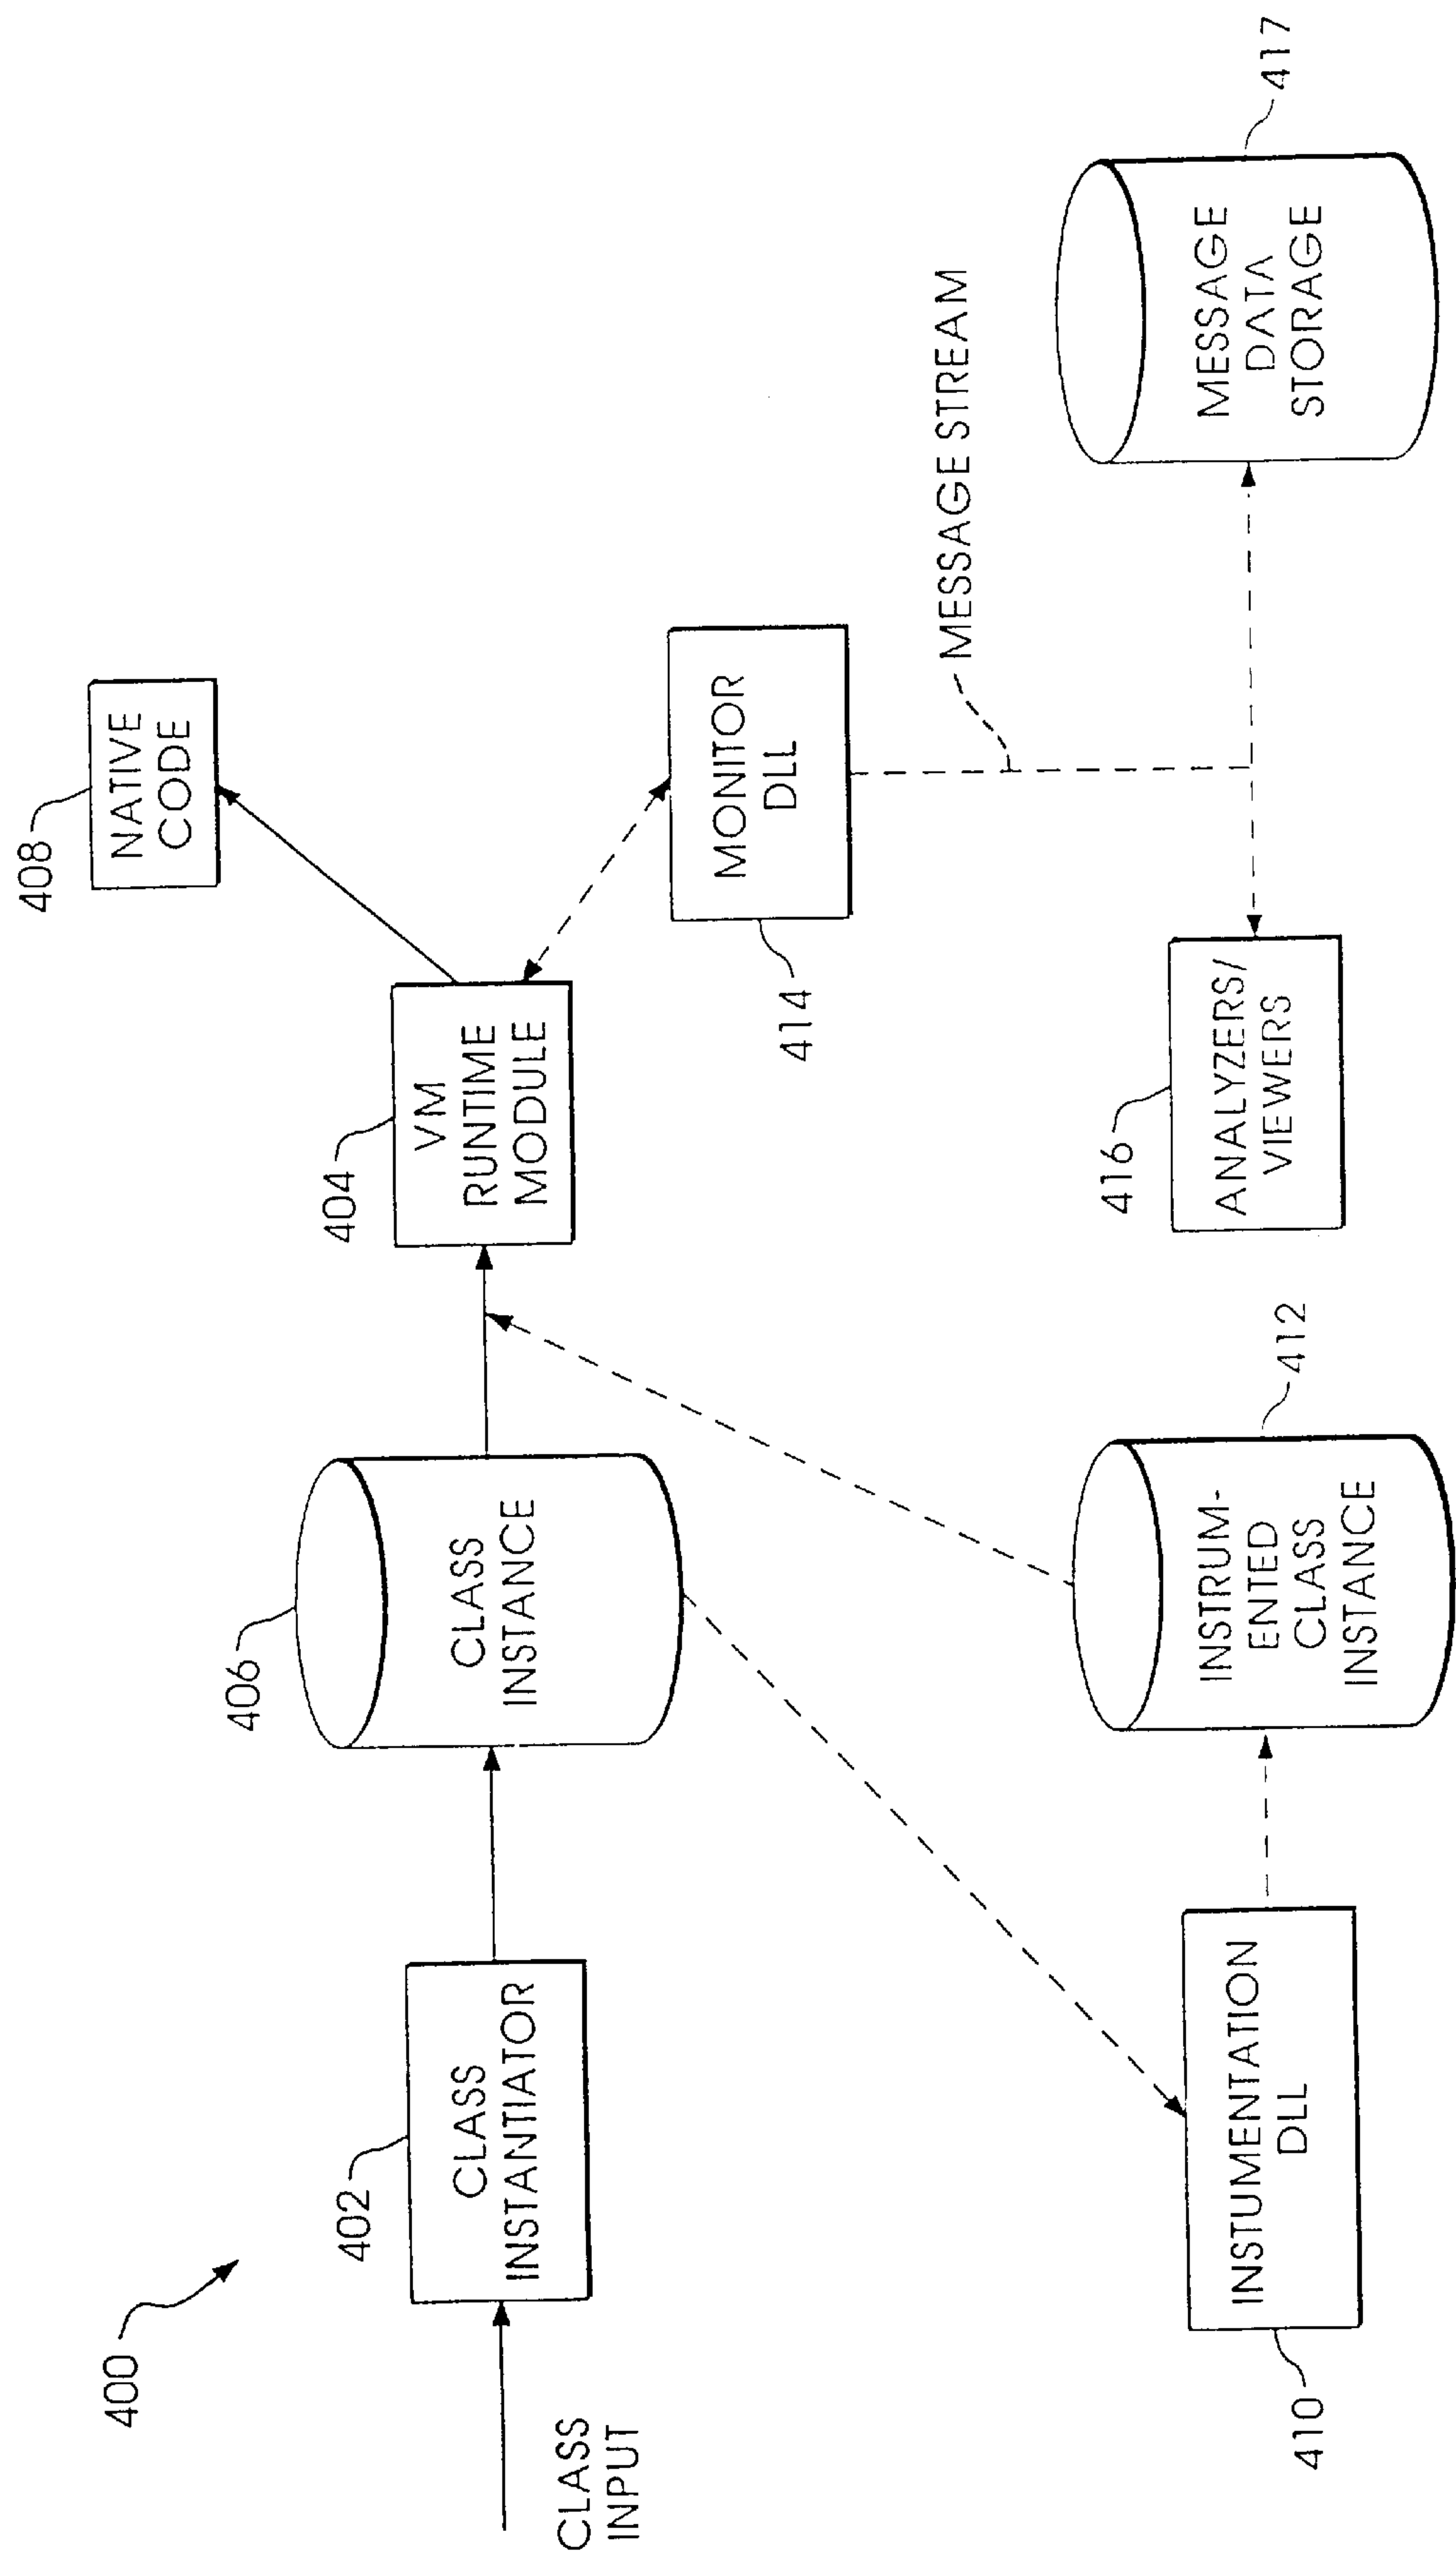 400
CLASS
INPUT
402
CLASS
INSTANTIATOR
406
CLASS
INSTANCE
404
VM
RUNTIME
MODULE
408
NATIVE
CODE
414
MONITOR
DLL
MESSAGE STREAM
410
INSTUMENTATION
DLL
412
INSTRUM-
ENTED
CLASS
INSTANCE
416
ANALYZERS/
VIEWERS
417
MESSAGE
DATA
STORAGE